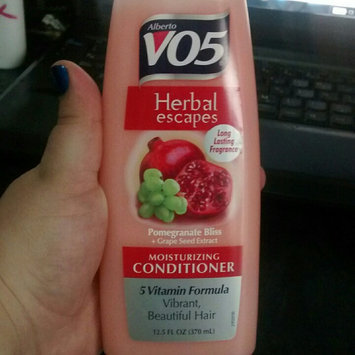 Alberto
VO5
Herbal
escapes
Long
Lasting
Fragrance
Pomegranate Bliss
+ Grape Seed Extract
MOISTURIZING
CONDITIONER
5 Vitamin Formula
Vibrant,
Beautiful Hair
12.5 FL OZ (370 mL)